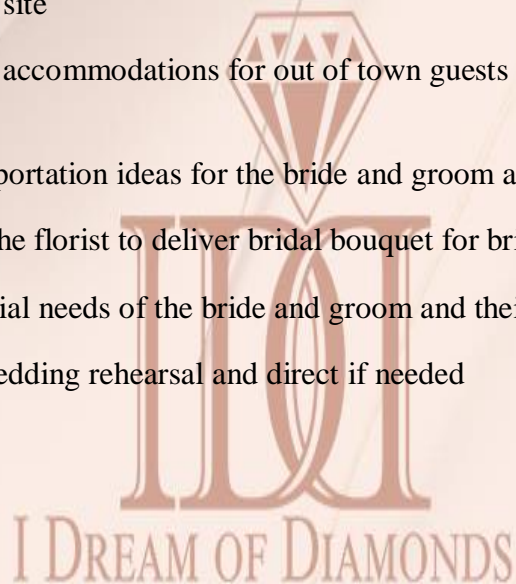 site
accommodations for out of town guests
portation ideas for the bride and groom a
he florist to deliver bridal bouquet for bri
ial needs of the bride and groom and thei
edding rehearsal and direct if needed
IDD
I DREAM OF DIAMONDS